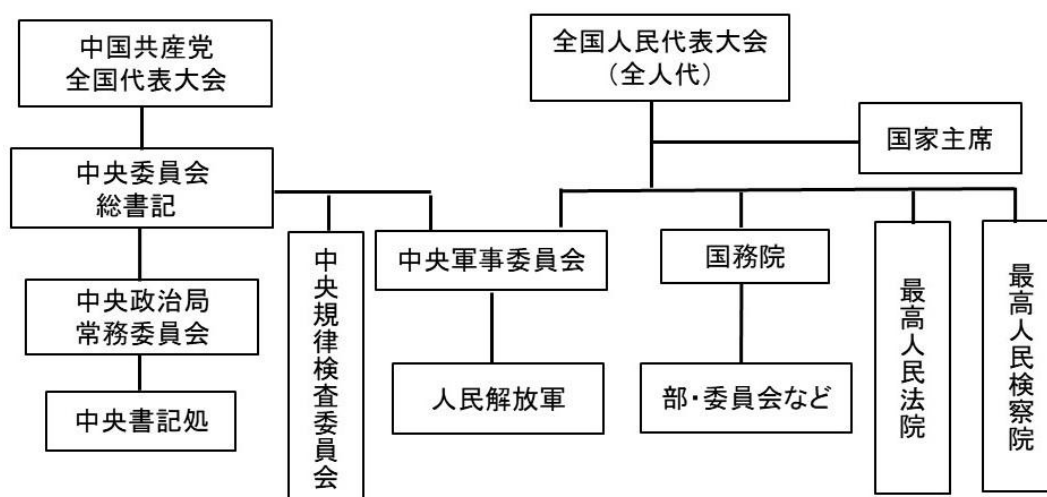 中国共産党
全国代表大会
全国人民代表大会
(全人代)
国家主席
中央委員会
総書記
中央規律検査委員会
中央軍事委員会
国務院
最高人民法院
最高人民検察院
中央政治局
常務委員会
人民解放軍
部・委員会など
中央書記処